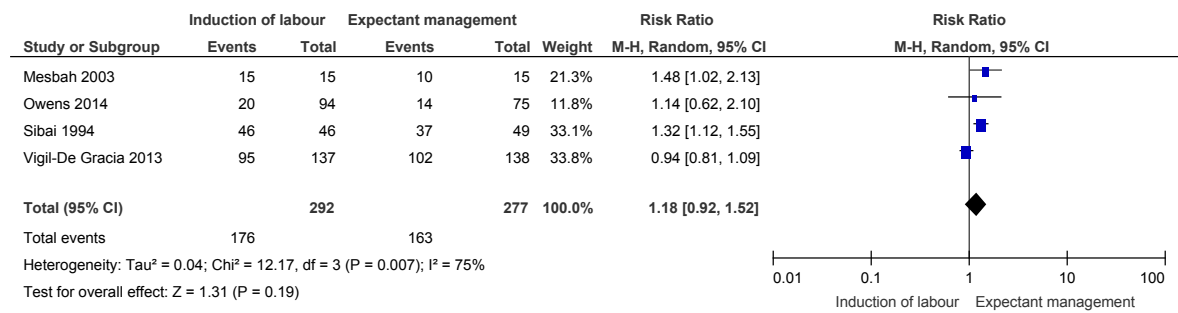 Induction of labour Expectant management Risk Ratio Risk Ratio
Study or Subgroup Events Total Events Total Weight M-H, Random, 95% CI M-H, Random, 95% CI
Mesbah 2003 15 15 10 15 21.3% 1.48 [1.02, 2.13]
Owens 2014 20 94 14 75 11.8% 1.14 [0.62, 2.10]
Sibai 1994 46 46 37 49 33.1% 1.32 [1.12, 1.55]
Vigil-De Gracia 2013 95 137 102 138 33.8% 0.94 [0.81, 1.09]
Total (95% CI) 292 277 100.0% 1.18 [0.92, 1.52]
Total events 176 163
Heterogeneity: Tau² = 0.04; Chi² = 12.17, df = 3 (P = 0.007); I² = 75%
Test for overall effect: Z = 1.31 (P = 0.19)
0.01 0.1 1 10 100
Induction of labour Expectant management